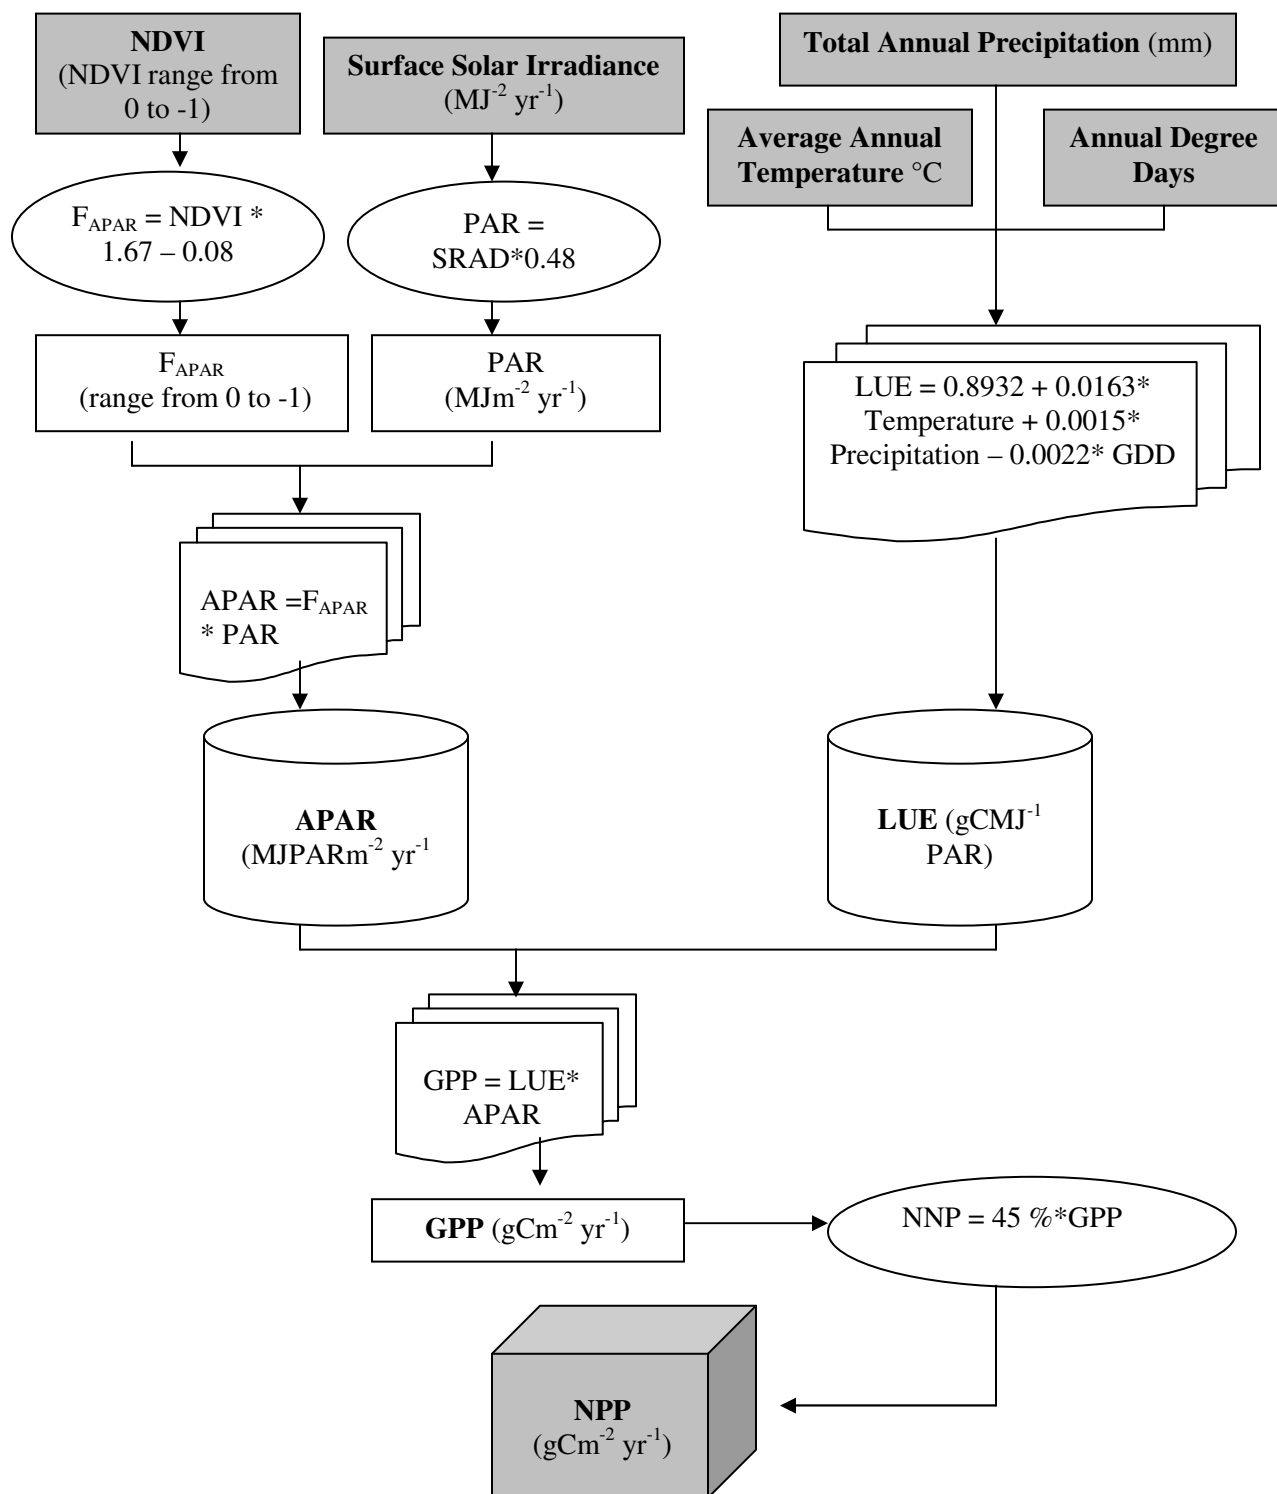 NDVI
(NDVI range from
0 to -1)
Surface Solar Irradiance
(MJ⁻² yr⁻¹)
Total Annual Precipitation (mm)
Average Annual
Temperature °C
Annual Degree
Days
F_APAR = NDVI *
1.67 – 0.08
PAR =
SRAD*0.48
F_APAR
(range from 0 to -1)
PAR
(MJm⁻² yr⁻¹)
LUE = 0.8932 + 0.0163*
Temperature + 0.0015*
Precipitation – 0.0022* GDD
APAR =F_APAR
* PAR
APAR
(MJPARm⁻² yr⁻¹
LUE (gCMJ⁻¹
PAR)
GPP = LUE*
APAR
GPP (gCm⁻² yr⁻¹)
NNP = 45 %*GPP
NPP
(gCm⁻² yr⁻¹)